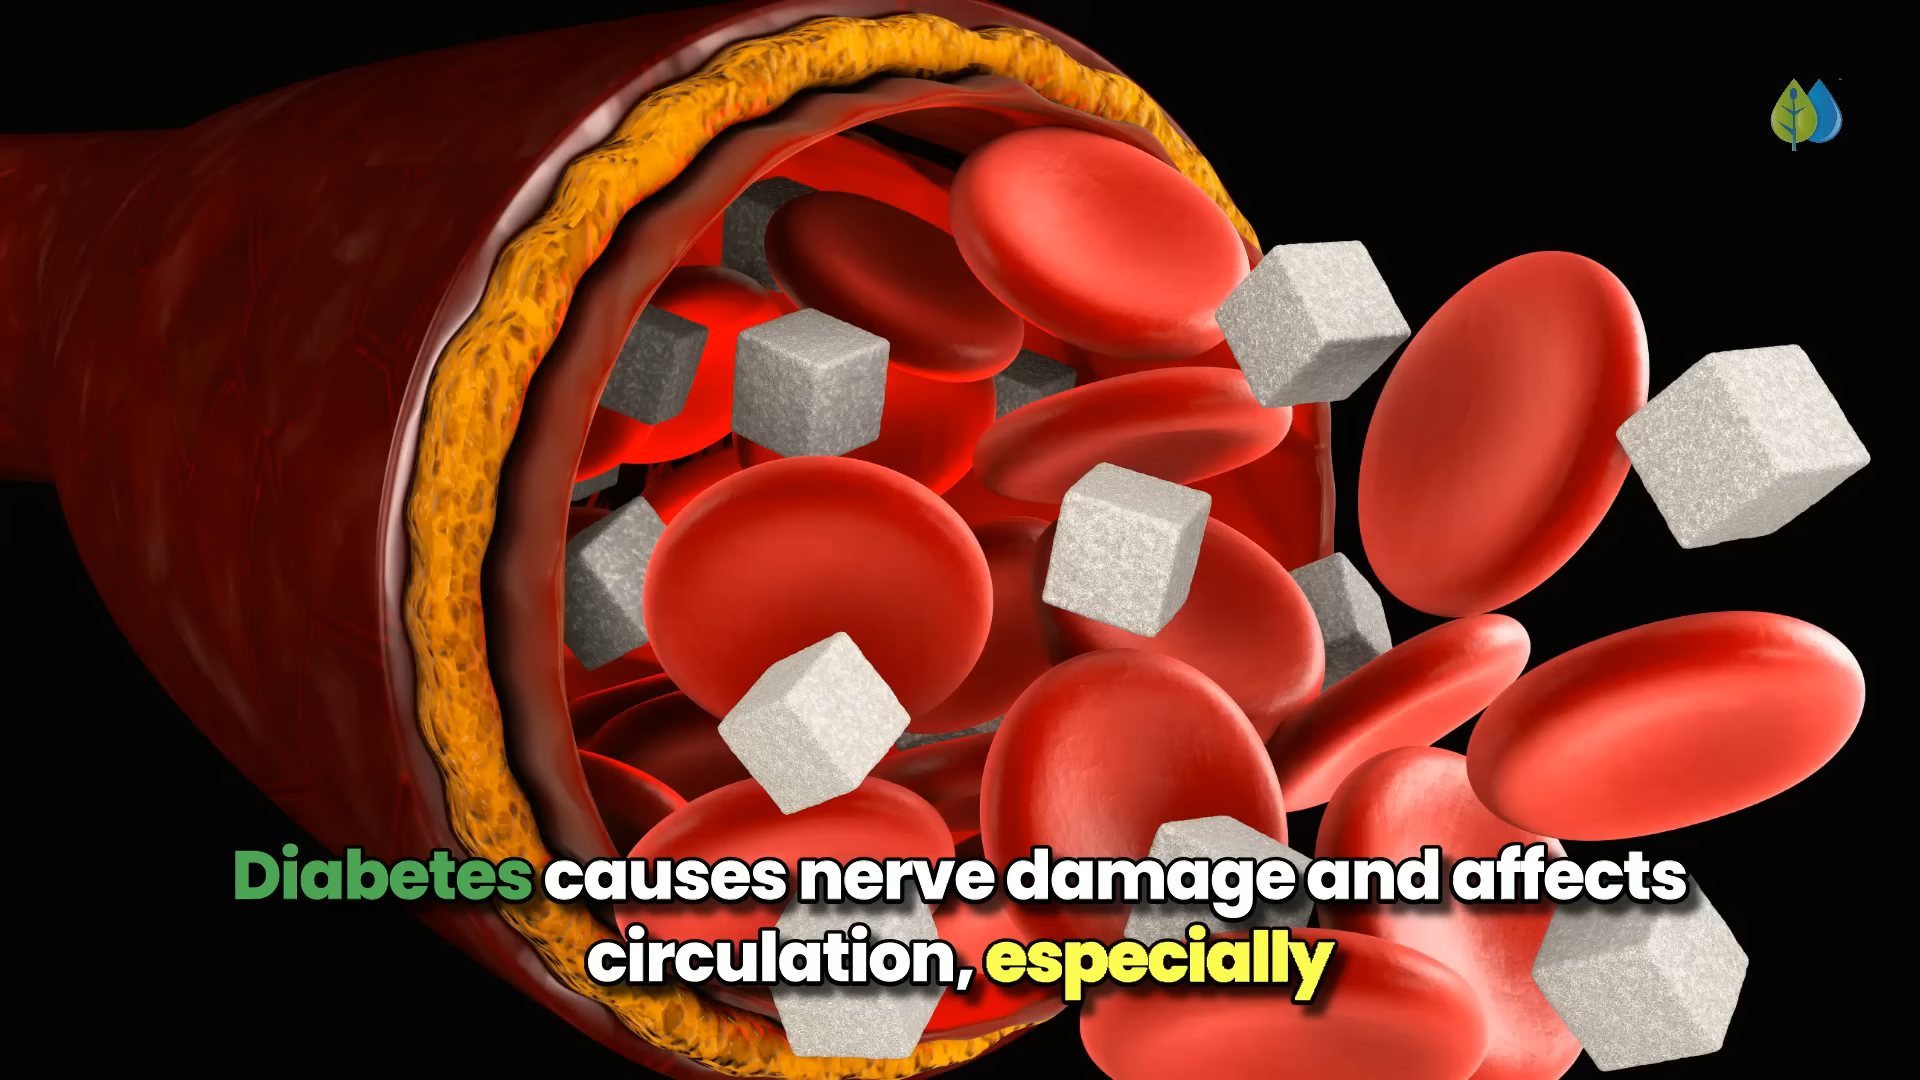 Diabetes causes nerve damage and affects
circulation, especially